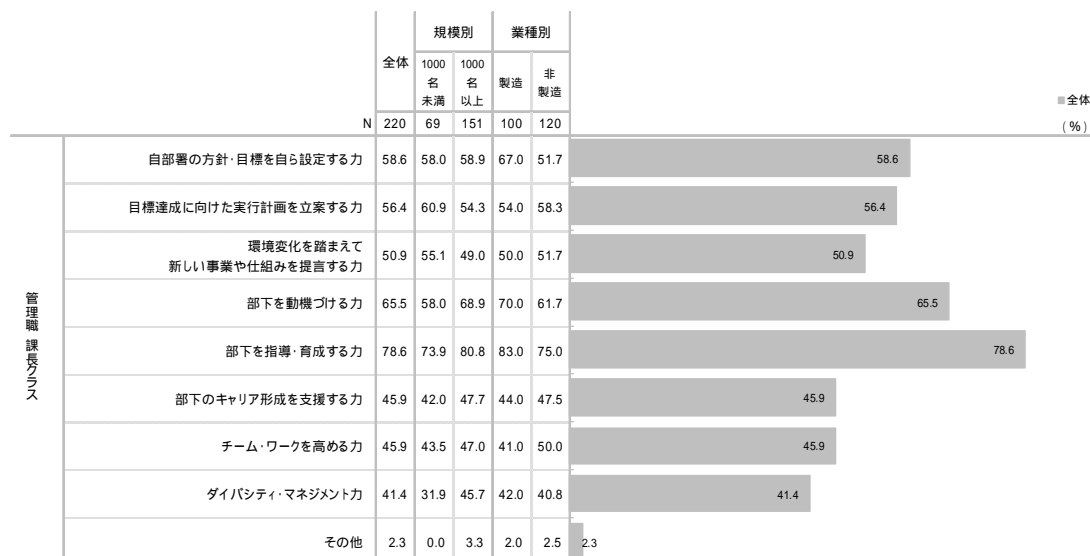 規模別 業種別
全体 1000名未満 1000名以上 製造 非製造
■全体
(％)
N 220 69 151 100 120
管理職 課長クラス
自部署の方針・目標を自ら設定する力 58.6 58.0 58.9 67.0 51.7 58.6
目標達成に向けた実行計画を立案する力 56.4 60.9 54.3 54.0 58.3 56.4
環境変化を踏まえて
新しい事業や仕組みを提言する力 50.9 55.1 49.0 50.0 51.7 50.9
部下を動機づける力 65.5 58.0 68.9 70.0 61.7 65.5
部下を指導・育成する力 78.6 73.9 80.8 83.0 75.0 78.6
部下のキャリア形成を支援する力 45.9 42.0 47.7 44.0 47.5 45.9
チーム・ワークを高める力 45.9 43.5 47.0 41.0 50.0 45.9
ダイバシティ・マネジメント力 41.4 31.9 45.7 42.0 40.8 41.4
その他 2.3 0.0 3.3 2.0 2.5 2.3